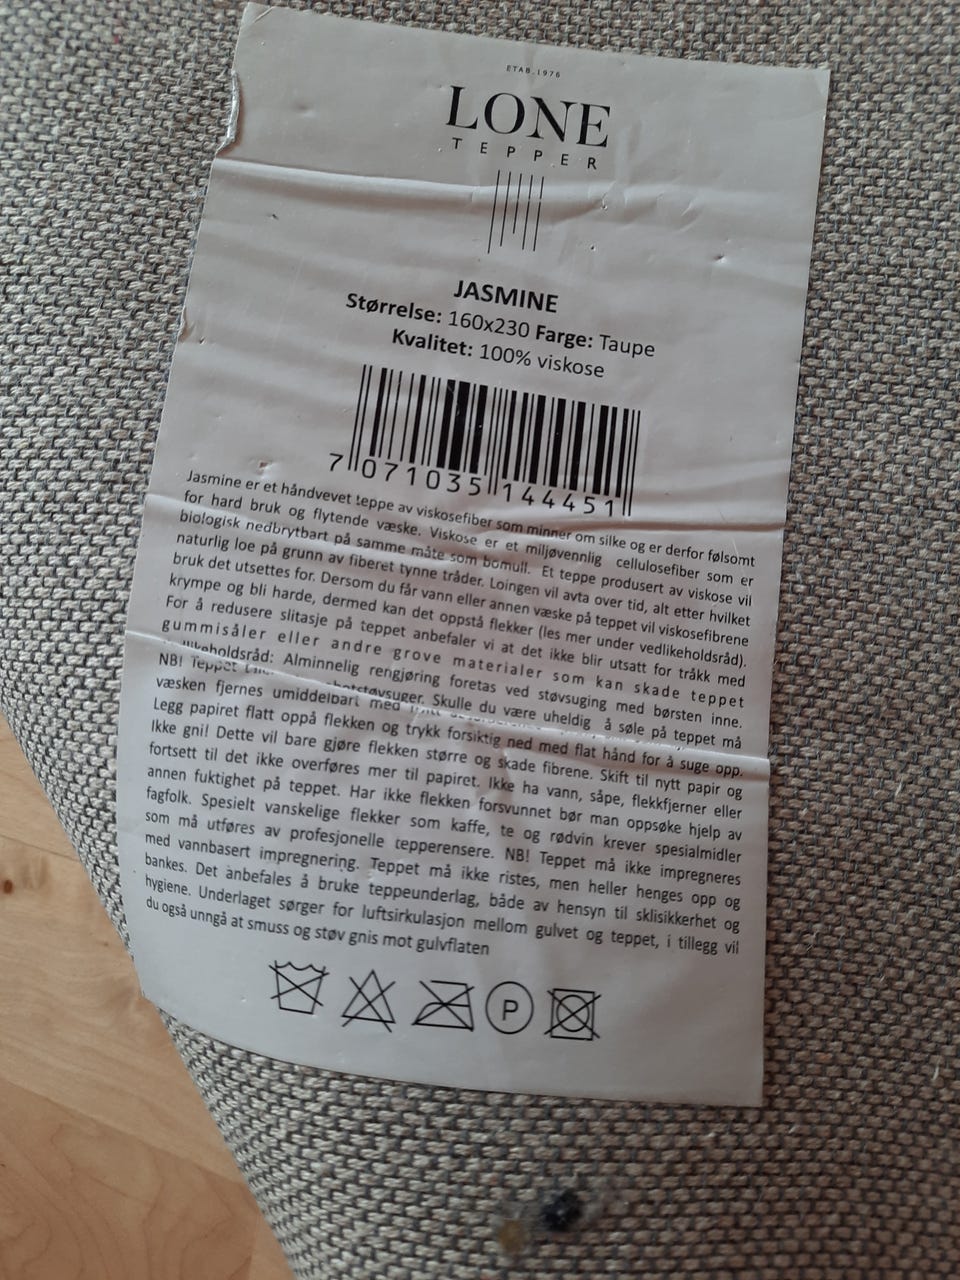 ETAB.1976
LONE
TEPPER
JASMINE
Størrelse: 160x230 Farge: Taupe
Kvalitet: 100% viskose
7 071035 144451
Jasmine er et håndvevet teppe av viskosefiber som minner om silke og er derfor følsomt
for hard bruk og flytende væske. Viskose er et miljøvennlig cellulosefiber som er
biologisk nedbrytbart på samme måte som bomull. Et teppe produsert av viskose vil
naturlig loe på grunn av fiberet tynne tråder. Loingen vil avta over tid, alt etter hvilket
bruk det utsettes for. Dersom du får vann eller annen væske på teppet vil viskosefibrene
krympe og bli harde, dermed kan det oppstå flekker (les mer under vedlikeholdsråd).
For å redusere slitasje på teppet anbefaler vi at det ikke blir utsatt for tråkk med
gummisåler eller andre grove materialer som kan skade teppet
Alminnelig rengjøring foretas ved støvsuging med børsten inne.
NB! Teppet Skulle du være uheldig å søle på teppet må
væsken fjernes umiddelbart med
Legg papiret flatt oppå flekken og trykk forsiktig ned med flat hånd for å suge opp.
Ikke gni! Dette vil bare gjøre flekken større og skade fibrene. Skift til nytt papir og
fortsett til det ikke overføres mer til papiret. Ikke ha vann, såpe, flekkfjerner eller
annen fuktighet på teppet. Har ikke flekken forsvunnet bør man oppsøke hjelp av
fagfolk. Spesielt vanskelige flekker som kaffe, te og rødvin krever spesialmidler
som må utføres av profesjonelle tepperensere. NB! Teppet må ikke impregneres
med vannbasert impregnering. Teppet må ikke ristes, men heller henges opp og
bankes. Det anbefales å bruke teppeunderlag, både av hensyn til sklisikkerhet og
hygiene. Underlaget sørger for luftsirkulasjon mellom gulvet og teppet, i tillegg vil
du også unngå at smuss og støv gnis mot gulvflaten
P